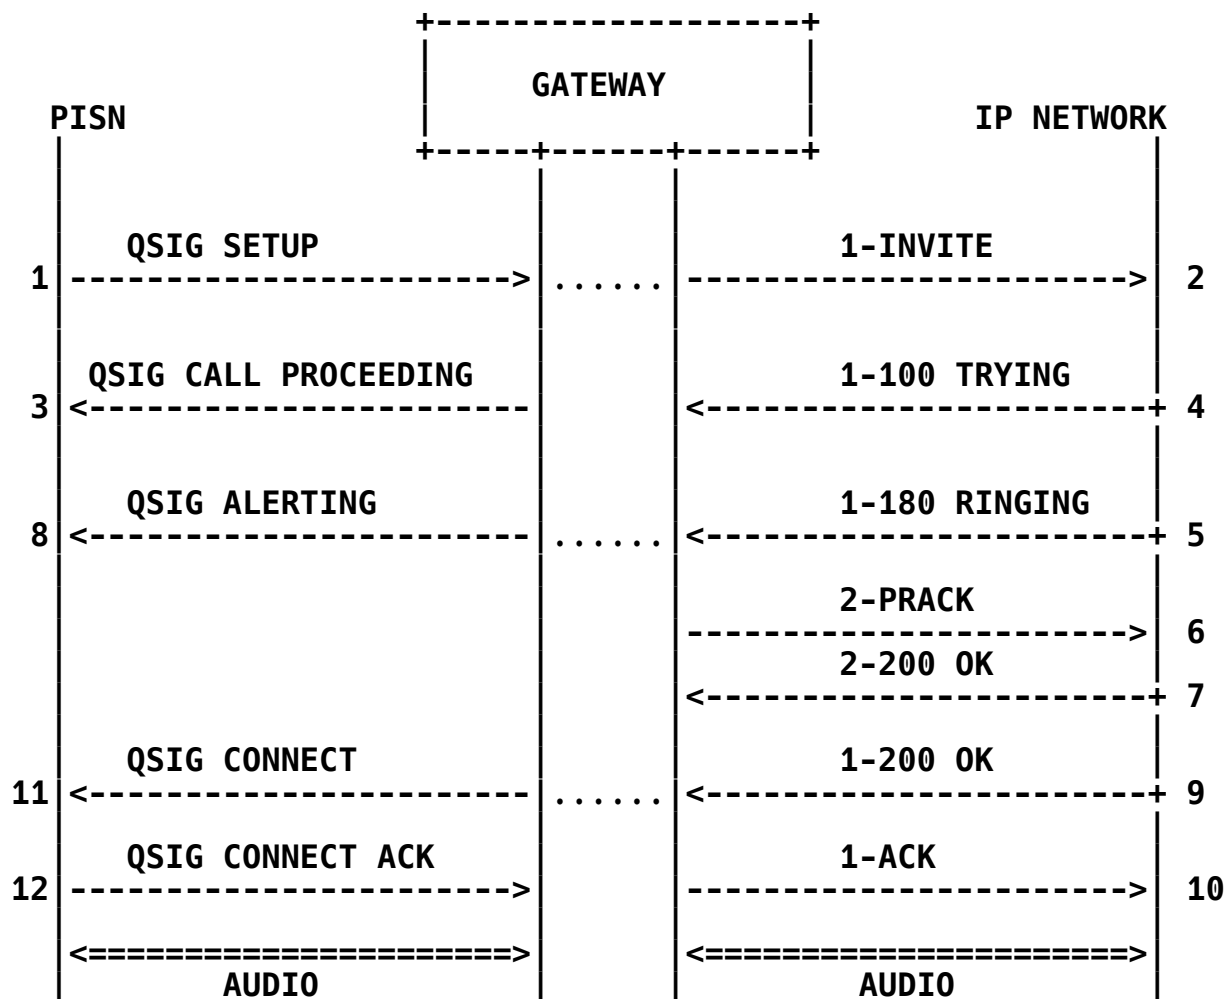 +-------------------+
GATEWAY
PISN IP NETWORK
+-----+------+------+
QSIG SETUP 1-INVITE
1 ----------------------->|......|-----------------------> 2
QSIG CALL PROCEEDING 1-100 TRYING
3 <----------------------- <-----------------------+ 4
QSIG ALERTING 1-180 RINGING
8 <-----------------------|......|<-----------------------+ 5
2-PRACK
-----------------------> 6
2-200 OK
<-----------------------+ 7
QSIG CONNECT 1-200 OK
11 <-----------------------|......|<-----------------------+ 9
QSIG CONNECT ACK 1-ACK
12 -----------------------> -----------------------> 10
<======================> <======================>
AUDIO AUDIO